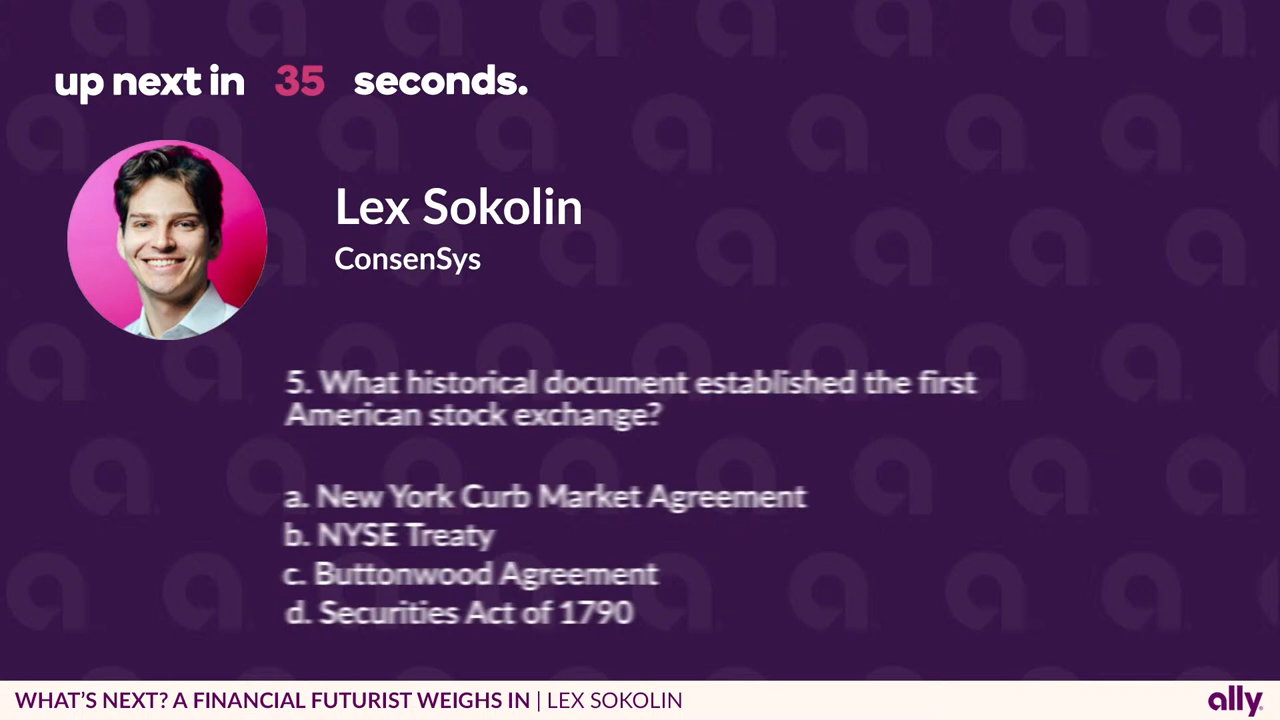 up next in 35 seconds.
Lex Sokolin
ConsenSys
5. What historical document established the first
American stock exchange?
a. New York Curb Market Agreement
b. NYSE Treaty
c. Buttonwood Agreement
d. Securities Act of 1790
WHAT'S NEXT? A FINANCIAL FUTURIST WEIGHS IN | LEX SOKOLIN
ally